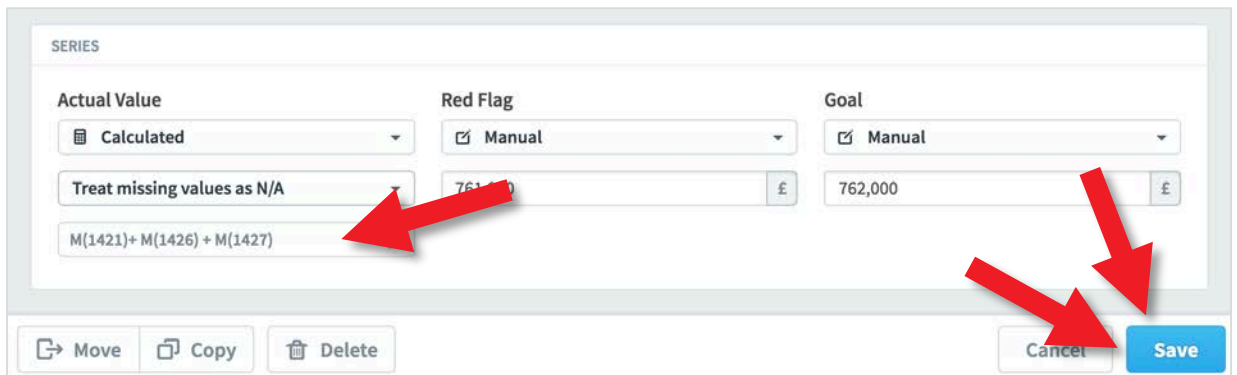 SERIES
Actual Value Red Flag Goal
Calculated Manual Manual
Treat missing values as N/A £ 762,000 £
M(1421)+ M(1426) + M(1427)
Move Copy Delete Cancel Save